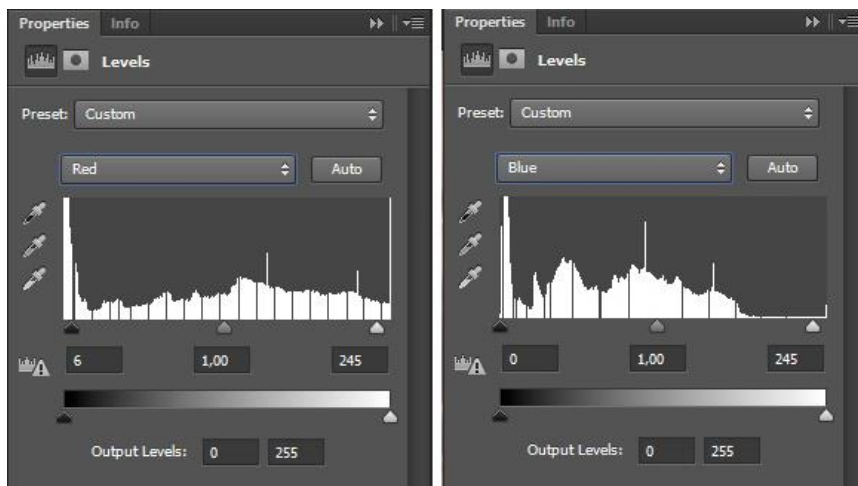 Properties Info
Levels
Preset: Custom
Red Auto
6 1,00 245
Output Levels: 0 255
Properties Info
Levels
Preset: Custom
Blue Auto
0 1,00 245
Output Levels: 0 255